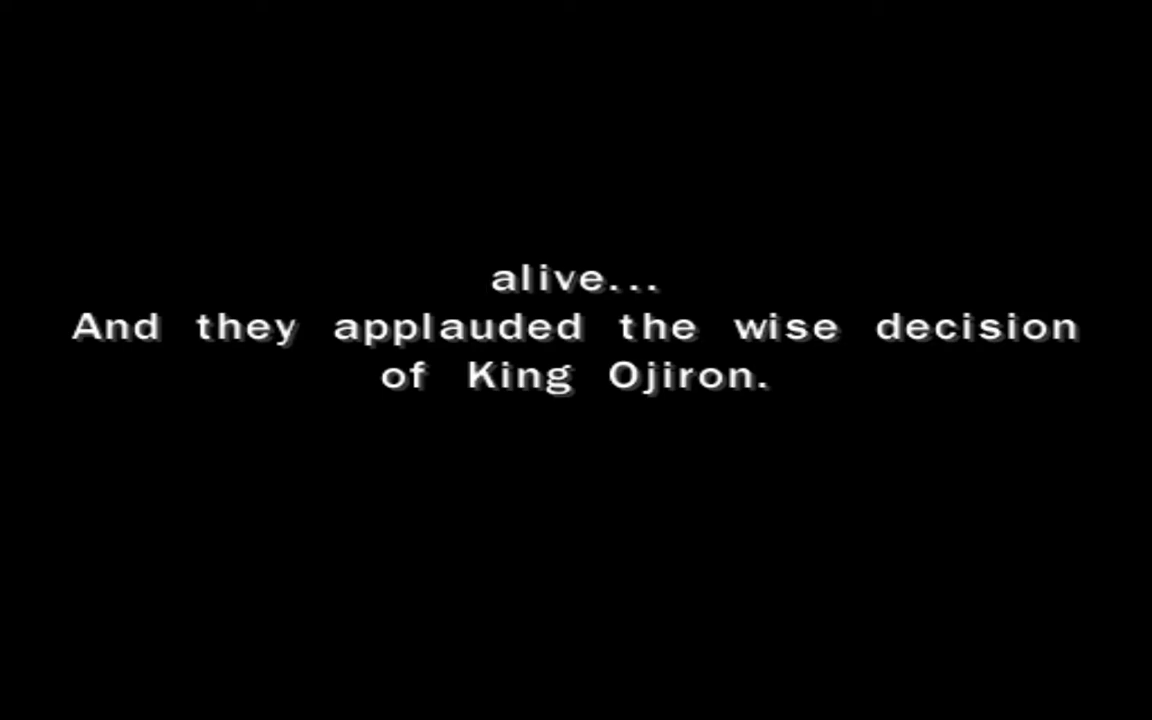 alive...
And they applauded the wise decision
of King Ojiron.